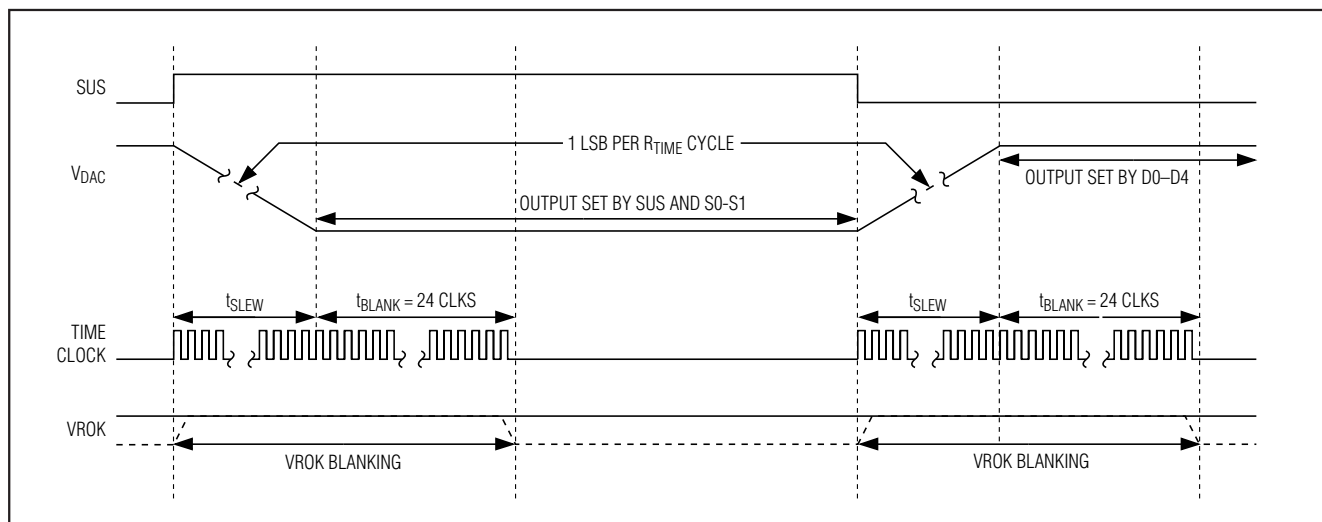 SUS
1 LSB PER RTIME CYCLE
VDAC
OUTPUT SET BY D0–D4
OUTPUT SET BY SUS AND S0-S1
tSLEW
tBLANK = 24 CLKS
tSLEW
tBLANK = 24 CLKS
TIME
CLOCK
VROK
VROK BLANKING
VROK BLANKING